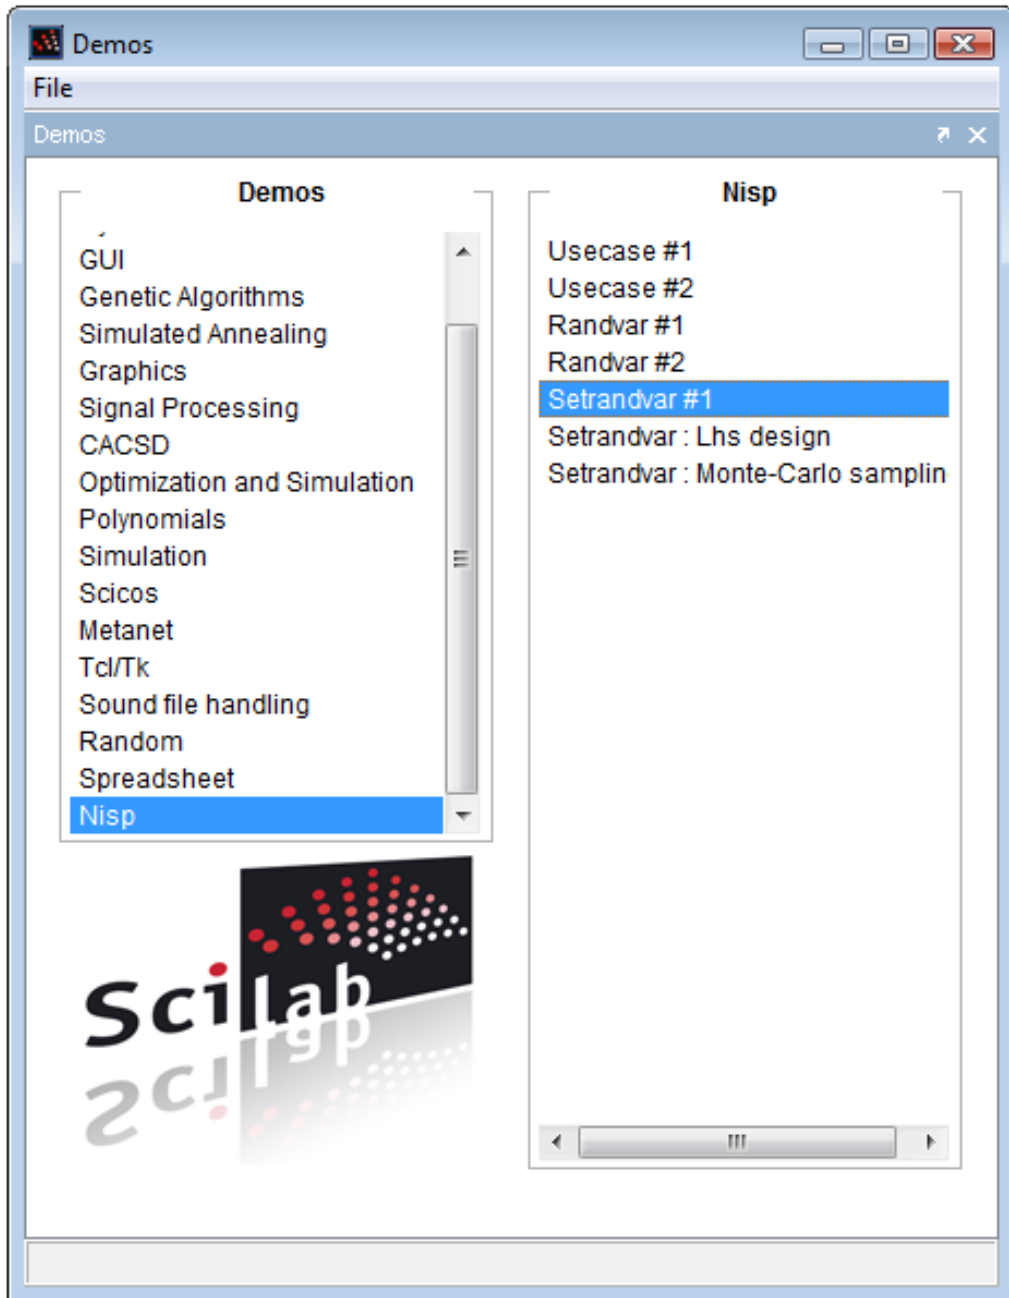 Demos
File
Demos
Demos
GUI
Genetic Algorithms
Simulated Annealing
Graphics
Signal Processing
CACSD
Optimization and Simulation
Polynomials
Simulation
Scicos
Metanet
Tcl/Tk
Sound file handling
Random
Spreadsheet
Nisp
Scilab
Nisp
Usecase #1
Usecase #2
Randvar #1
Randvar #2
Setrandvar #1
Setrandvar : Lhs design
Setrandvar : Monte-Carlo samplin